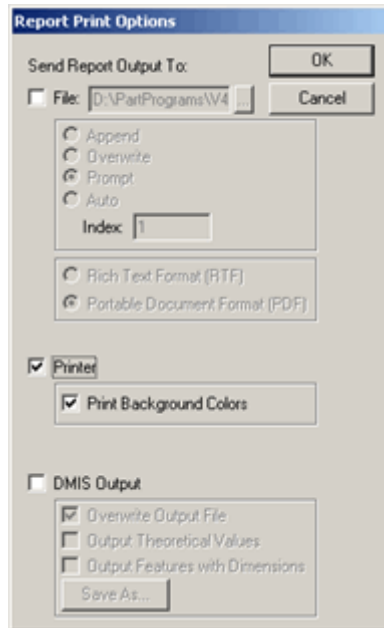 Report Print Options
Send Report Output To:
OK
File: D:\PartPrograms\V4 ...
Cancel
Append
Overwrite
Prompt
Auto
Index: 1
Rich Text Format (RTF)
Portable Document Format (PDF)
Printer
Print Background Colors
DMIS Output
Overwrite Output File
Output Theoretical Values
Output Features with Dimensions
Save As...